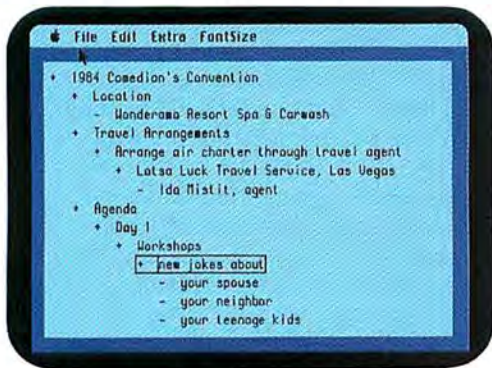 File Edit Extra FontSize
+ 1984 Comedian's Convention
+ Location
- Wonderama Resort Spa & Carwash
+ Travel Arrangements
+ Arrange air charter through travel agent
+ Lotsa Luck Travel Service, Las Vegas
- Ida Mistit, agent
+ Agenda
+ Day 1
+ Workshops
+ new jokes about
- your spouse
- your neighbor
- your teenage kids